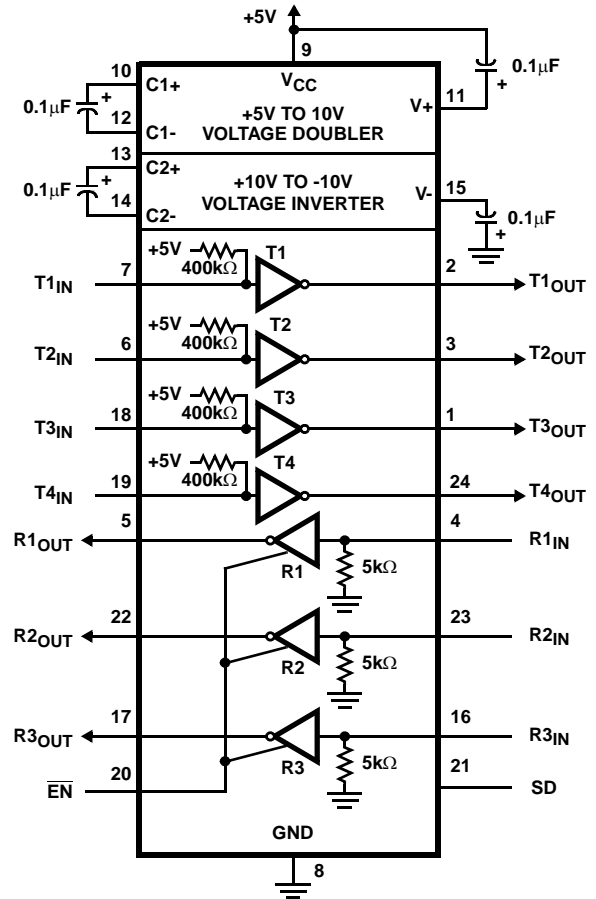 +5V
9
VCC
10
C1+
0.1µF
+
12
C1-
+5V TO 10V
VOLTAGE DOUBLER
V+
11
0.1µF
+
13
C2+
0.1µF
+
14
C2-
+10V TO -10V
VOLTAGE INVERTER
V-
15
0.1µF
+
+5V
400kΩ
T1
T1IN
7
2
T1OUT
+5V
400kΩ
T2
T2IN
6
3
T2OUT
+5V
400kΩ
T3
T3IN
18
1
T3OUT
+5V
400kΩ
T4
T4IN
19
24
T4OUT
R1OUT
5
R1
4
R1IN
5kΩ
R2OUT
22
R2
23
R2IN
5kΩ
R3OUT
17
R3
16
R3IN
5kΩ
EN
20
21
SD
GND
8